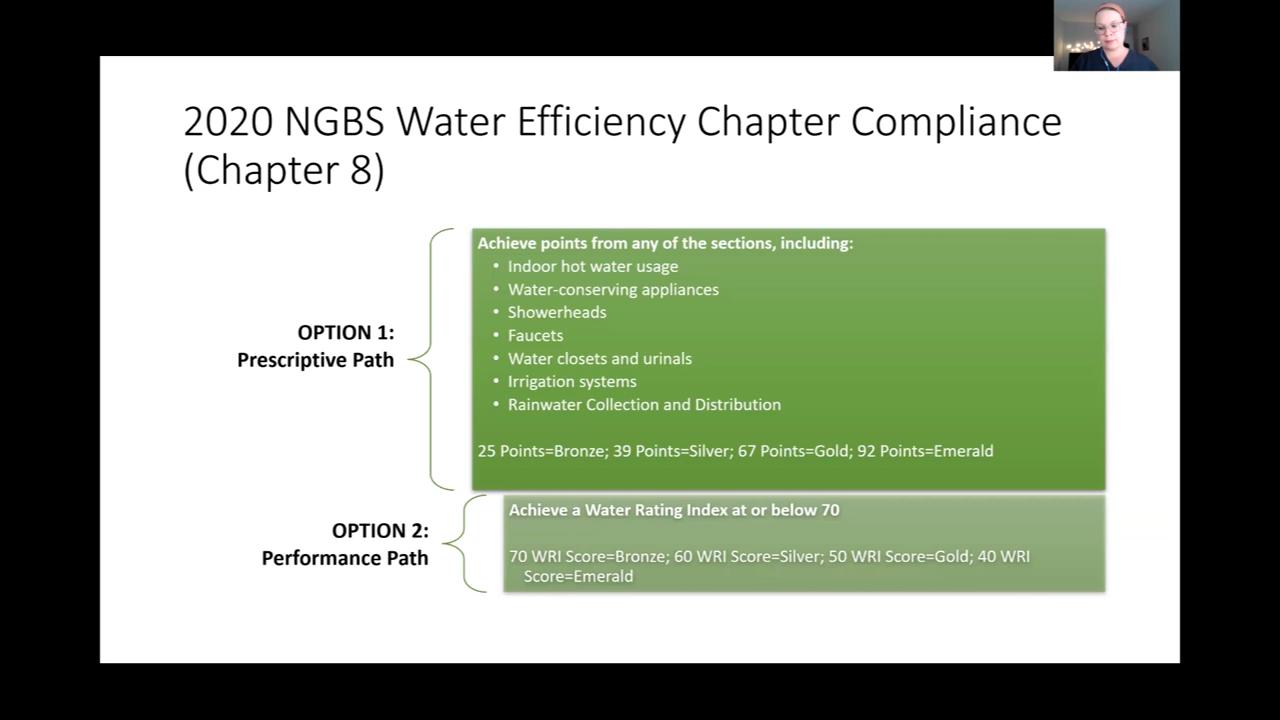 2020 NGBS Water Efficiency Chapter Compliance
(Chapter 8)
OPTION 1:
Prescriptive Path
Achieve points from any of the sections, including:
• Indoor hot water usage
• Water-conserving appliances
• Showerheads
• Faucets
• Water closets and urinals
• Irrigation systems
• Rainwater Collection and Distribution
25 Points=Bronze; 39 Points=Silver; 67 Points=Gold; 92 Points=Emerald
OPTION 2:
Performance Path
Achieve a Water Rating Index at or below 70
70 WRI Score=Bronze; 60 WRI Score=Silver; 50 WRI Score=Gold; 40 WRI
Score=Emerald